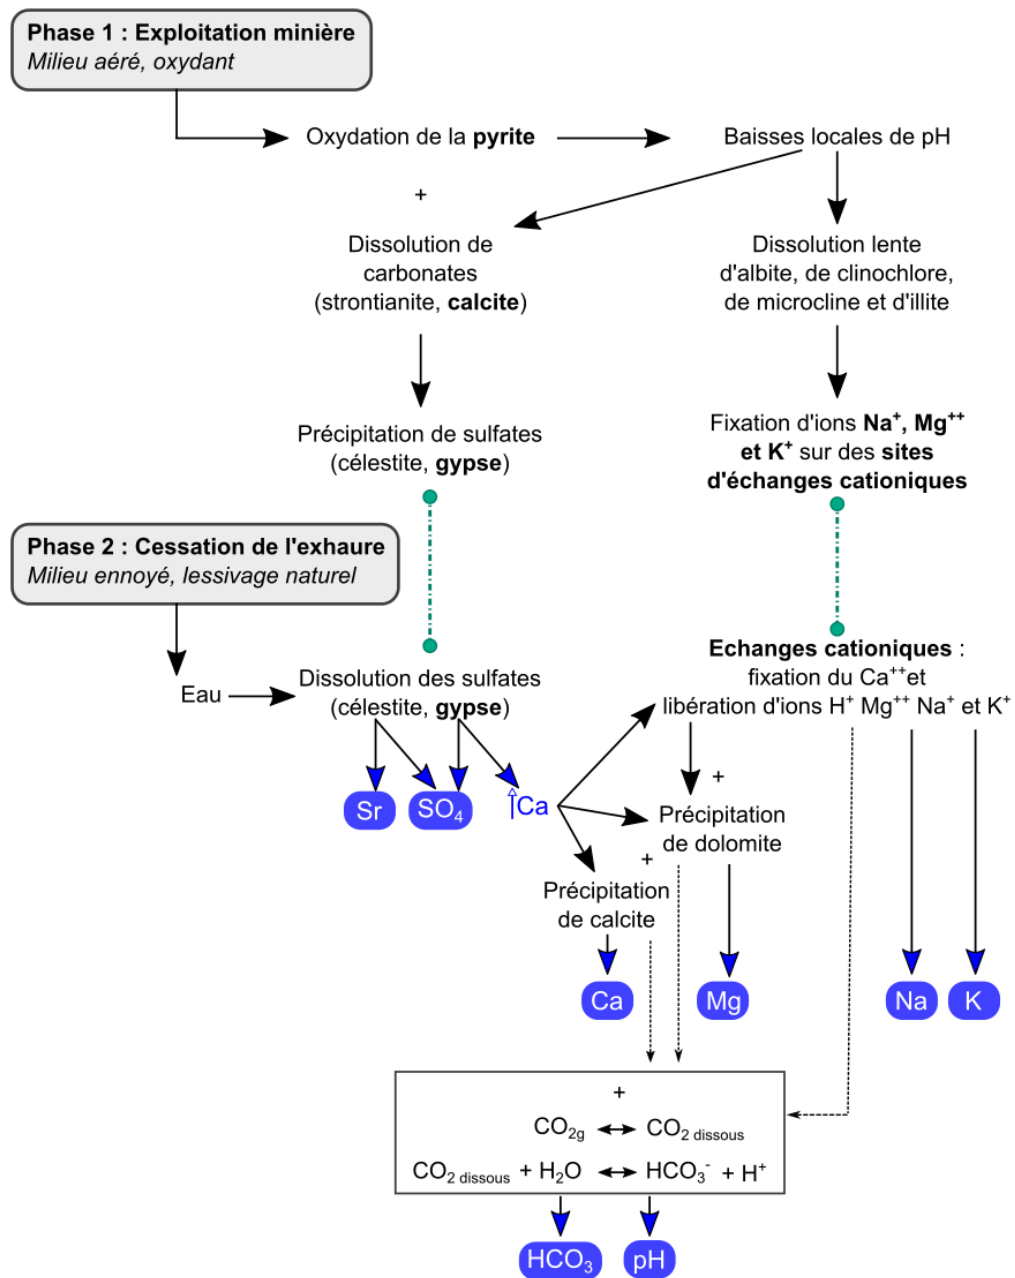 Phase 1 : Exploitation minière
Milieu aéré, oxydant
Oxydation de la pyrite
Baisses locales de pH
+
Dissolution de
carbonates
(strontianite, calcite)
Dissolution lente
d'albite, de clinochlore,
de microcline et d'illite
Précipitation de sulfates
(célestite, gypse)
Fixation d'ions Na⁺, Mg⁺⁺
et K⁺ sur des sites
d'échanges cationiques
Phase 2 : Cessation de l'exhaure
Milieu ennoyé, lessivage naturel
Eau
Dissolution des sulfates
(célestite, gypse)
Echanges cationiques :
fixation du Ca⁺⁺et
libération d'ions H⁺ Mg⁺⁺ Na⁺ et K⁺
Sr
SO₄
Ca
+
Précipitation
de dolomite
+
Précipitation
de calcite
Ca
Mg
Na
K
+
CO₂g ↔ CO₂ dissous
CO₂ dissous + H₂O ↔ HCO₃⁻ + H⁺
HCO₃
pH